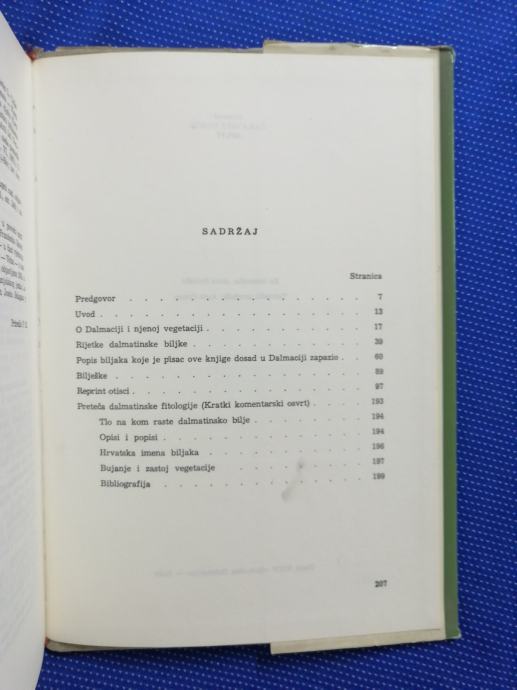 SADRŽAJ
Stranica
Predgovor . . . . . . . . . . . . . 7
Uvod . . . . . . . . . . . . . . 13
O Dalmaciji i njenoj vegetaciji . . . . . . . . . 17
Rijetke dalmatinske biljke . . . . . . . . . . 39
Popis biljaka koje je pisac ove knjige dosad u Dalmaciji zapazio . . 60
Bilješke . . . . . . . . . . . . . 89
Reprint otisci . . . . . . . . . . . . 97
Preteča dalmatinske fitologije (Kratki komentarski osvrt) . . . . 193
Tlo na kom raste dalmatinsko bilje . . . . . . . 194
Opisi i popisi . . . . . . . . . . . 194
Hrvatska imena biljaka . . . . . . . . . 196
Bujanje i zastoj vegetacije . . . . . . . . . 197
Bibliografija . . . . . . . . . . . 199
207